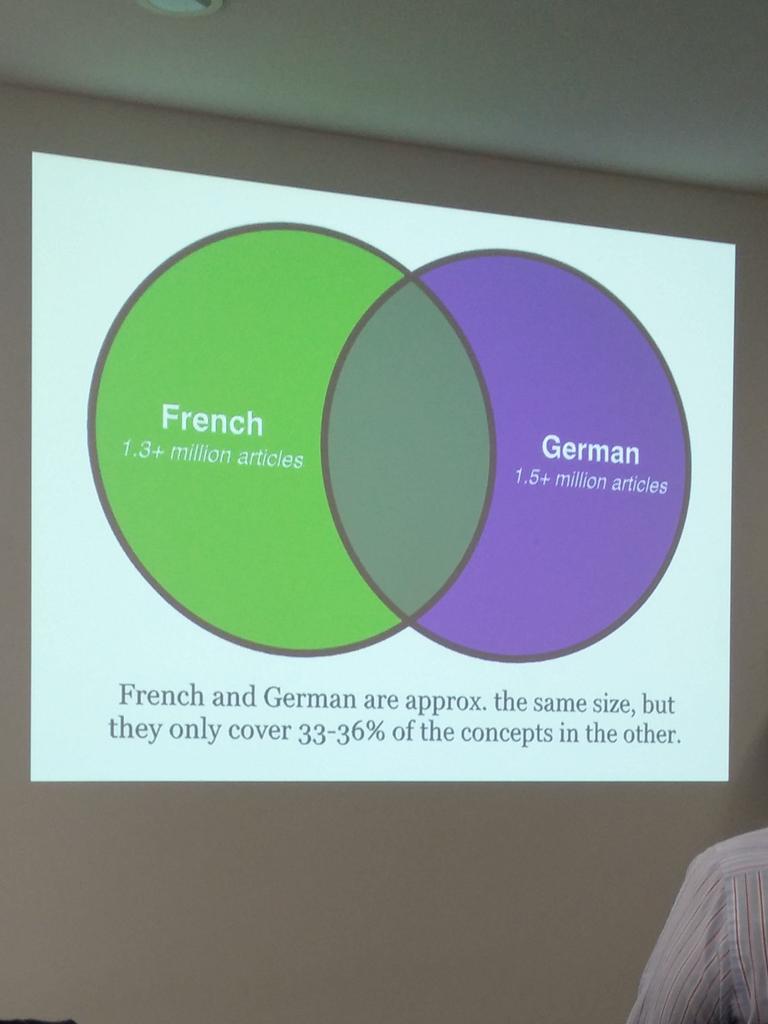 French
1.3+ million articles
German
1.5+ million articles
French and German are approx. the same size, but
they only cover 33-36% of the concepts in the other.